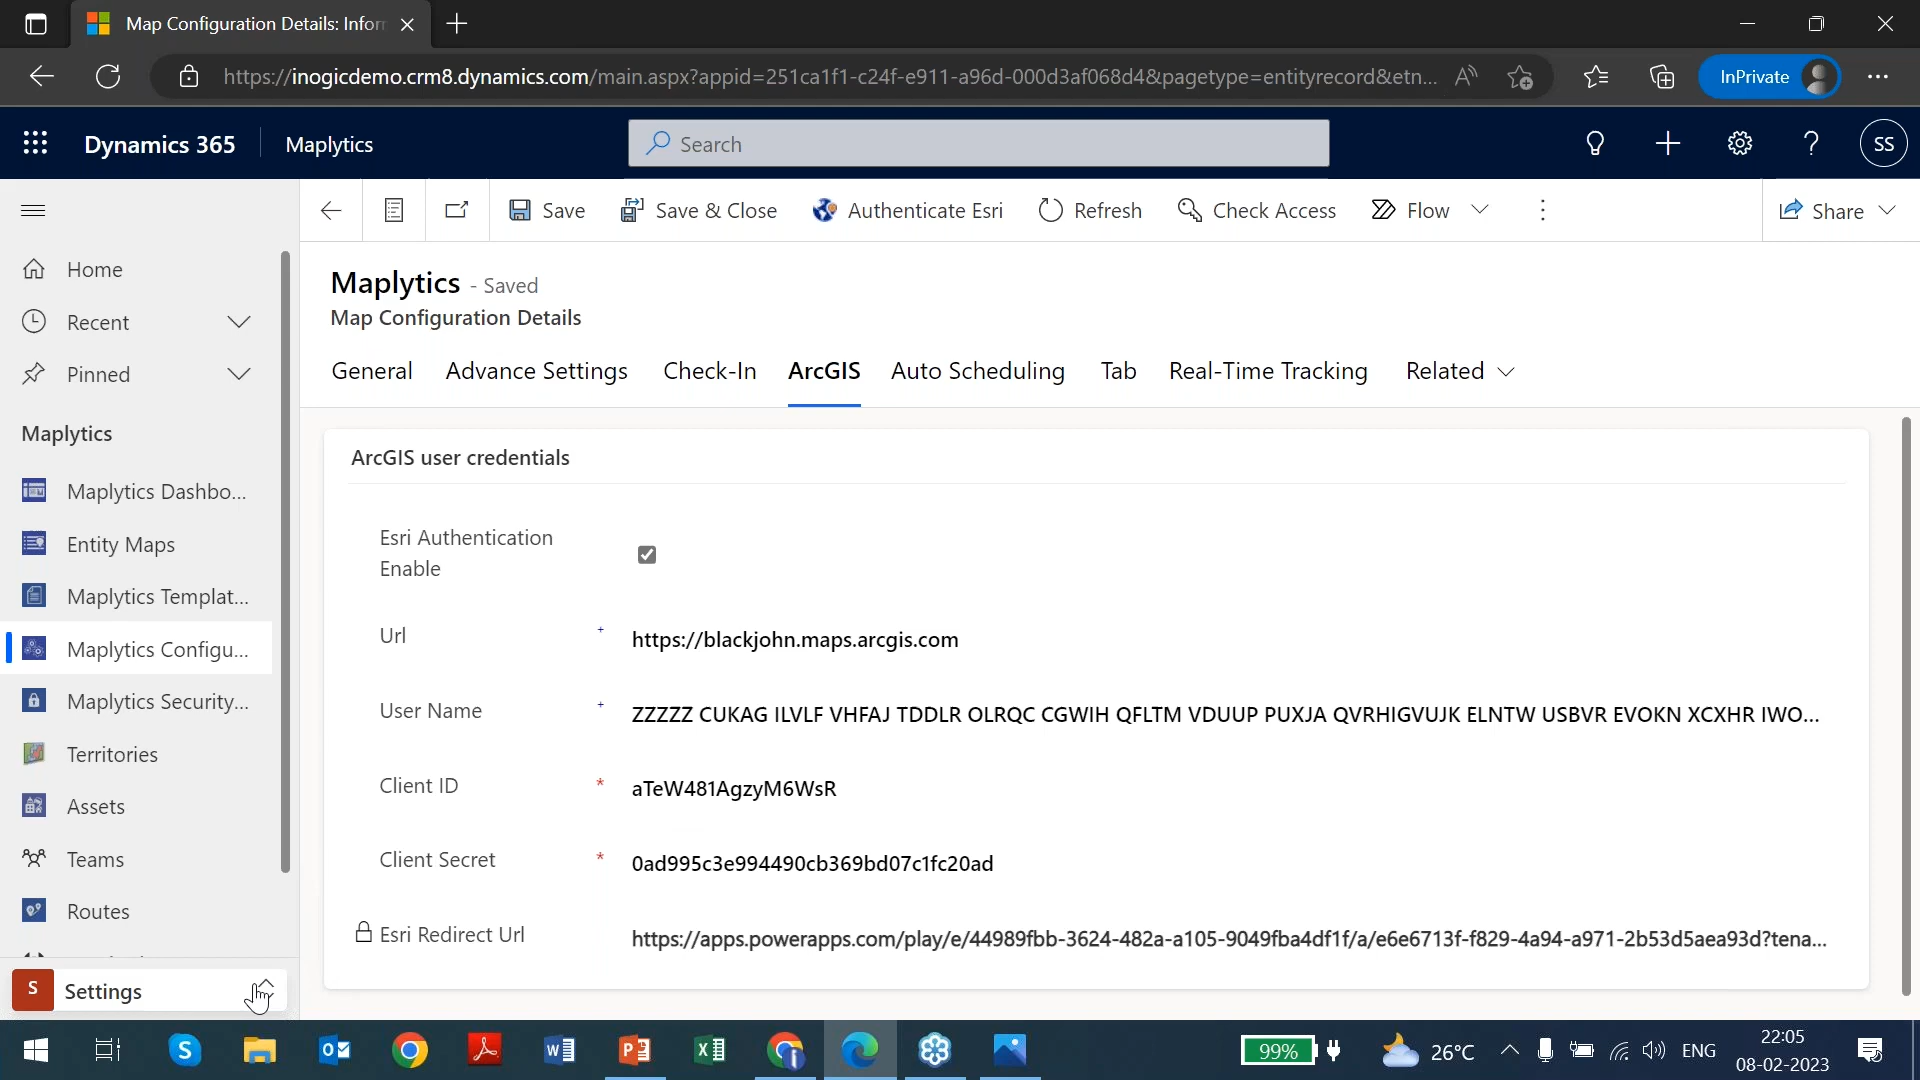 Map Configuration Details: Infor
https://inogicdemo.crm8.dynamics.com/main.aspx?appid=251ca1f1-c24f-e911-a96d-000d3af068d4&pagetype=entityrecord&etn...
InPrivate
Dynamics 365
Maplytics
Search
SS
Save
Save & Close
Authenticate Esri
Refresh
Check Access
Flow
Share
Home
Recent
Pinned
Maplytics
Maplytics Dashbo...
Entity Maps
Maplytics Templat...
Maplytics Configu...
Maplytics Security...
Territories
Assets
Teams
Routes
S
Settings
Maplytics - Saved
Map Configuration Details
General
Advance Settings
Check-In
ArcGIS
Auto Scheduling
Tab
Real-Time Tracking
Related
ArcGIS user credentials
Esri Authentication
Enable
Url + https://blackjohn.maps.arcgis.com
User Name + ZZZZZ CUKAG ILVLF VHFAJ TDDLR OLRQC CGWIH QFLTM VDUUP PUXJA QVRHIGVUJK ELNTW USBVR EVOKN XCXHR IWO...
Client ID * aTeW481AgzyM6WsR
Client Secret * 0ad995c3e994490cb369bd07c1fc20ad
Esri Redirect Url https://apps.powerapps.com/play/e/44989fbb-3624-482a-a105-9049fba4df1f/a/e6e6713f-f829-4a94-a971-2b53d5aea93d?tena...
99%
26°C
ENG
22:05
08-02-2023